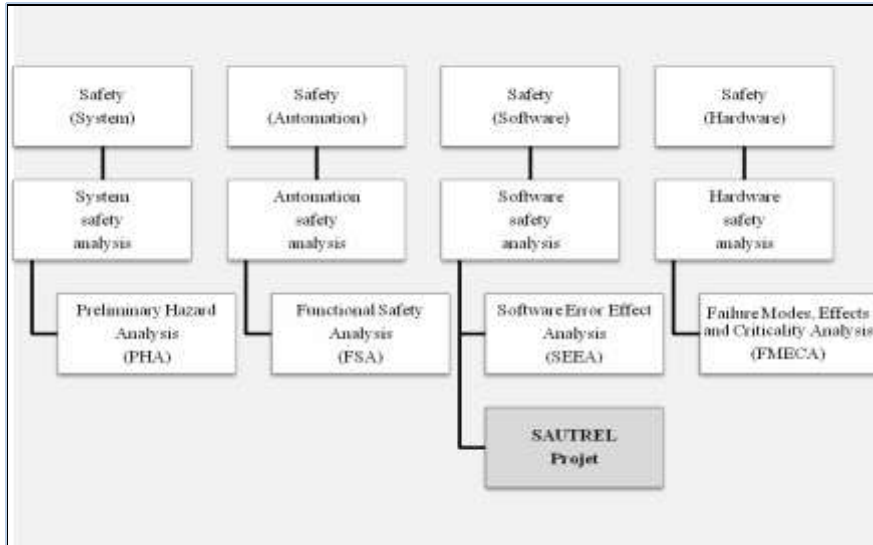 Safety
(System)
Safety
(Automation)
Safety
(Software)
Safety
(Hardware)
System
safety
analysis
Automation
safety
analysis
Software
safety
analysis
Hardware
safety
analysis
Preliminary Hazard
Analysis
(PHA)
Functional Safety
Analysis
(FSA)
Software Error Effect
Analysis
(SEEA)
Failure Modes, Effects
and Criticality Analysis
(FMECA)
SAUTREL
Projet